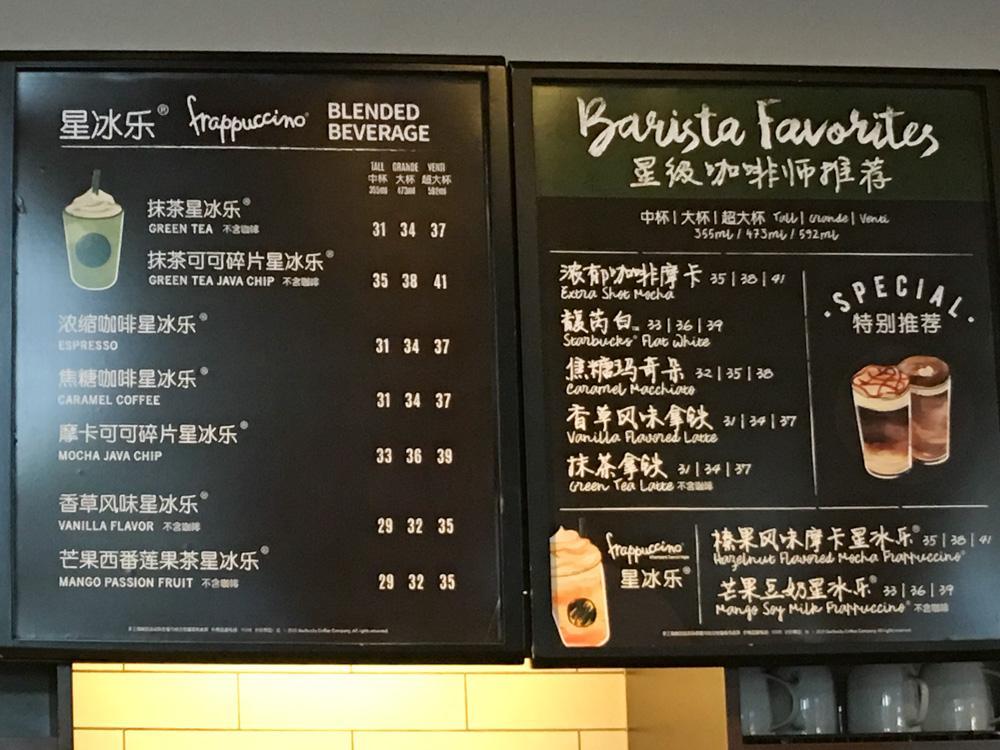 星冰乐® frappuccino® BLENDED BEVERAGE
TALL GRANDE VENTI
中杯 大杯 超大杯
355ml 473ml 592ml
抹茶星冰乐®
GREEN TEA 不含咖啡 31 34 37
抹茶可可碎片星冰乐®
GREEN TEA JAVA CHIP 不含咖啡 35 38 41
浓缩咖啡星冰乐®
ESPRESSO 31 34 37
焦糖咖啡星冰乐®
CARAMEL COFFEE 31 34 37
摩卡可可碎片星冰乐®
MOCHA JAVA CHIP 33 36 39
香草风味星冰乐®
VANILLA FLAVOR 不含咖啡 29 32 35
芒果西番莲果茶星冰乐®
MANGO PASSION FRUIT 不含咖啡 29 32 35
Barista Favorites
星级咖啡师推荐
中杯 | 大杯 | 超大杯 Tall | Grande | Venti
355ml / 473ml / 592ml
浓郁咖啡摩卡 35 | 38 | 41
Extra Shot Mocha
馥芮白™ 33 | 36 | 39
Starbucks® Flat White
焦糖玛奇朵 32 | 35 | 38
Caramel Macchiato
香草风味拿铁 31 | 34 | 37
Vanilla Flavored Latte
抹茶拿铁 31 | 34 | 37
Green Tea Latte 不含咖啡
·SPECIAL·
特别推荐
frappuccino®
星冰乐®
榛果风味摩卡星冰乐® 35 | 38 | 41
Hazelnut Flavored Mocha Frappuccino®
芒果豆奶星冰乐® 33 | 36 | 39
Mango Soy Milk Frappuccino® 不含咖啡